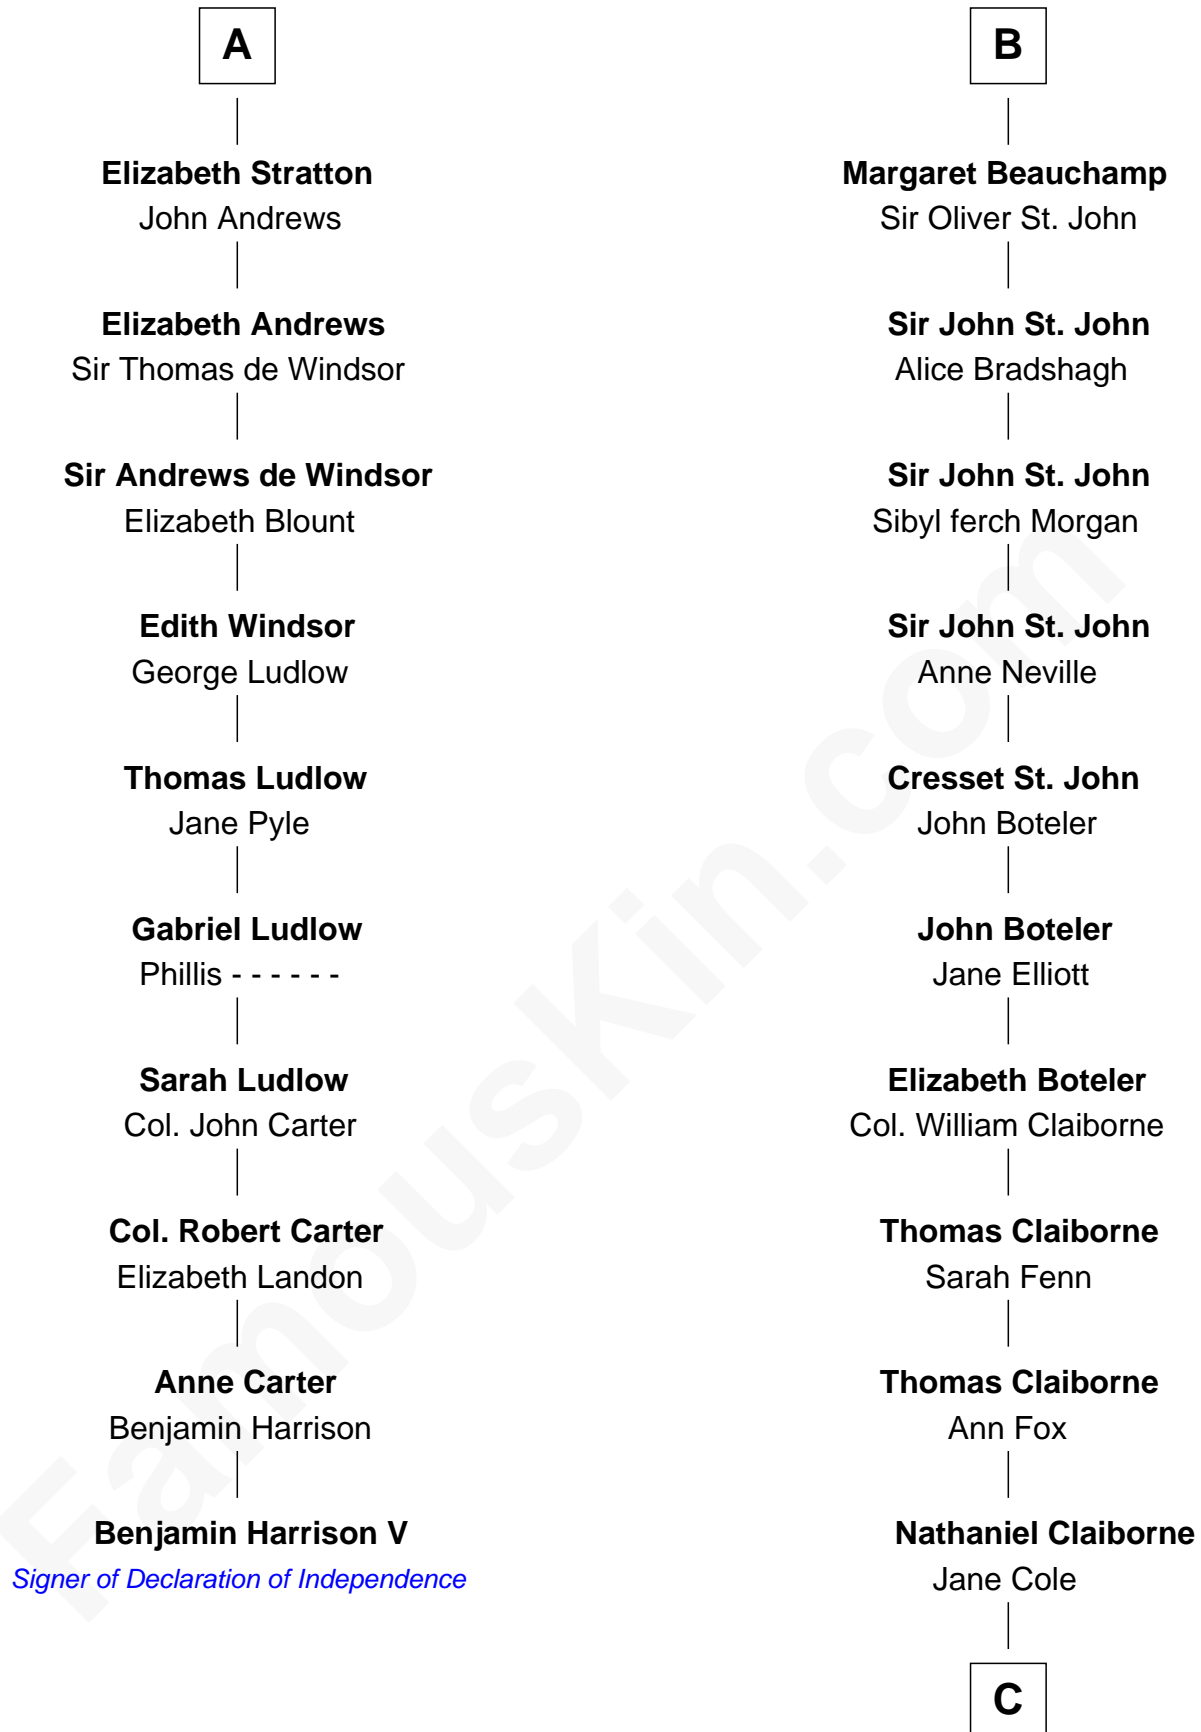 A
Elizabeth Stratton
John Andrews
Elizabeth Andrews
Sir Thomas de Windsor
Sir Andrews de Windsor
Elizabeth Blount
Edith Windsor
George Ludlow
Thomas Ludlow
Jane Pyle
Gabriel Ludlow
Phillis - - - - - -
Sarah Ludlow
Col. John Carter
Col. Robert Carter
Elizabeth Landon
Anne Carter
Benjamin Harrison
Benjamin Harrison V
Signer of Declaration of Independence
B
Margaret Beauchamp
Sir Oliver St. John
Sir John St. John
Alice Bradshagh
Sir John St. John
Sibyl ferch Morgan
Sir John St. John
Anne Neville
Cresset St. John
John Boteler
John Boteler
Jane Elliott
Elizabeth Boteler
Col. William Claiborne
Thomas Claiborne
Sarah Fenn
Thomas Claiborne
Ann Fox
Nathaniel Claiborne
Jane Cole
C
FamousKin.com